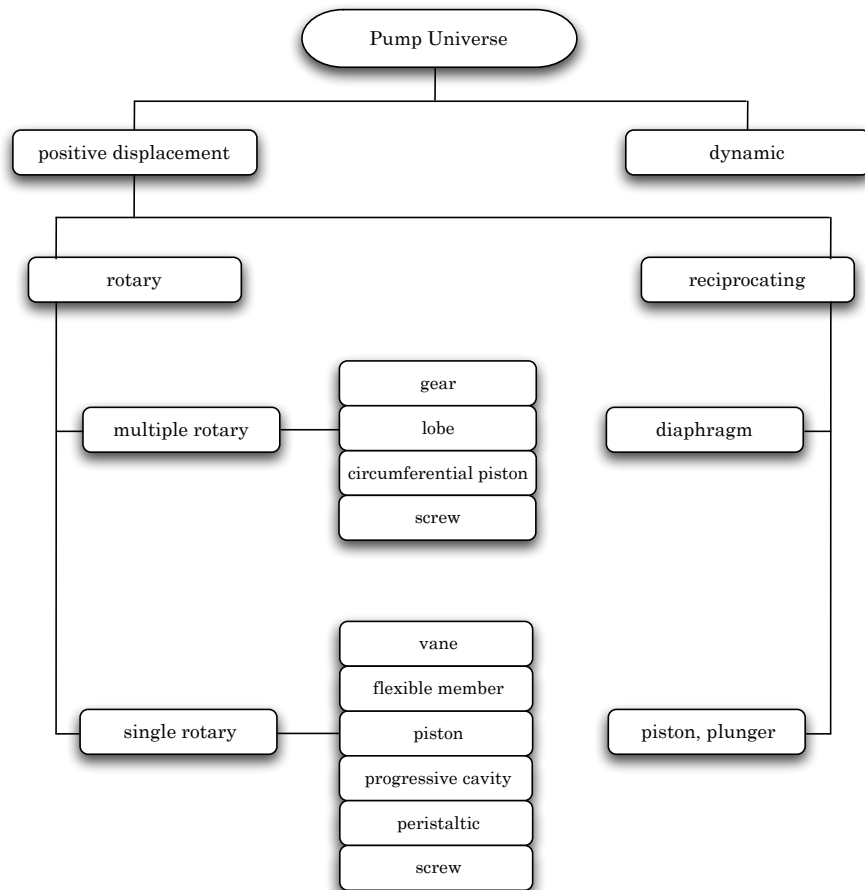 Pump Universe
positive displacement
dynamic
rotary
reciprocating
multiple rotary
gear
lobe
circumferential piston
screw
diaphragm
single rotary
vane
flexible member
piston
progressive cavity
peristaltic
screw
piston, plunger